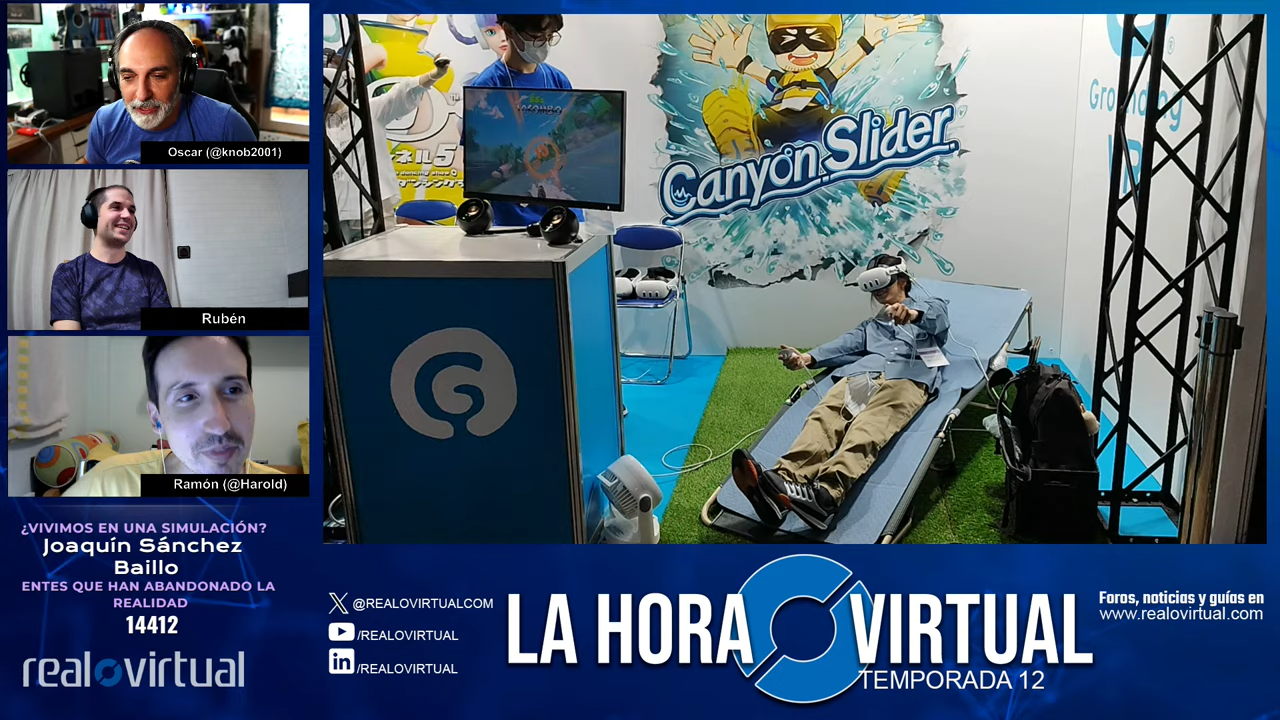 Oscar (@knob2001)
Rubén
Ramón (@Harold)
¿VIVIMOS EN UNA SIMULACIÓN?
Joaquín Sánchez
Baillo
ENTES QUE HAN ABANDONADO LA
REALIDAD
14412
realovirtual
Canyon Slider
@REALOVIRTUALCOM
/REALOVIRTUAL
/REALOVIRTUAL
LA HORA VIRTUAL
TEMPORADA 12
Foros, noticias y guías en
www.realovirtual.com